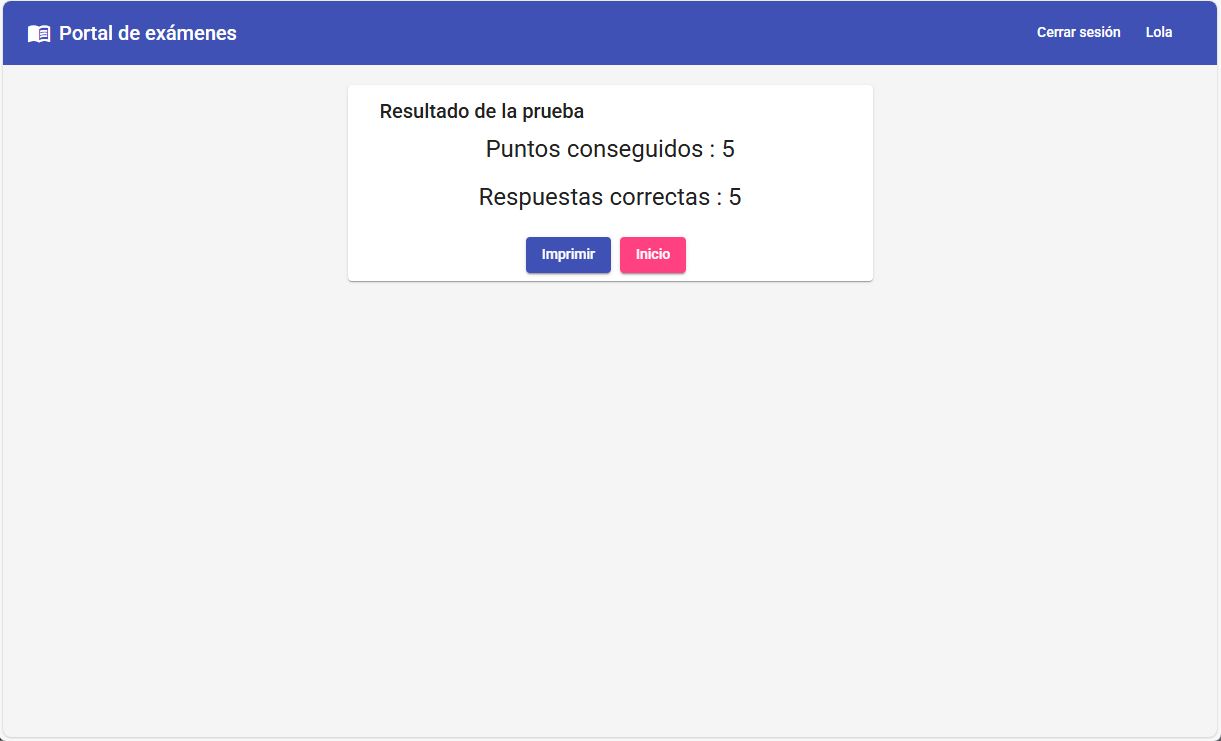 Portal de exámenes
Cerrar sesión Lola
Resultado de la prueba
Puntos conseguidos : 5
Respuestas correctas : 5
Imprimir Inicio